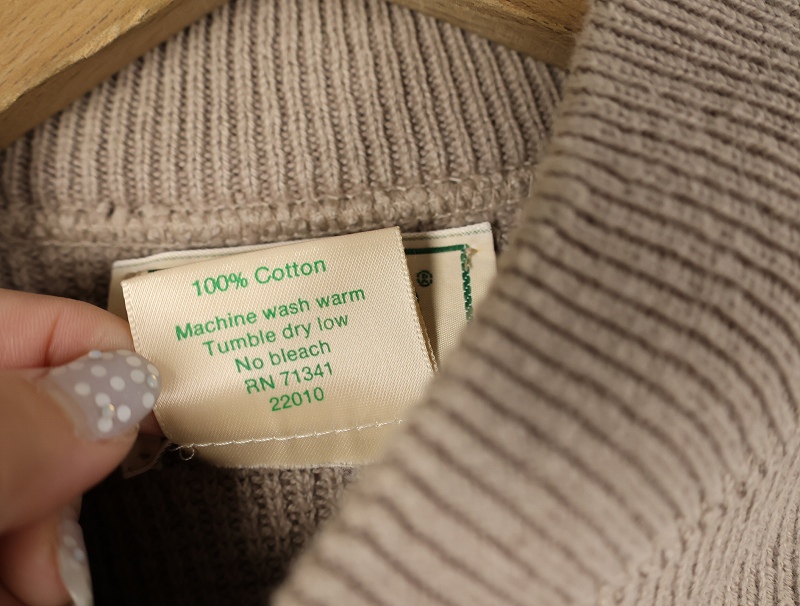 100% Cotton
Machine wash warm
Tumble dry low
No bleach
RN 71341
22010
®